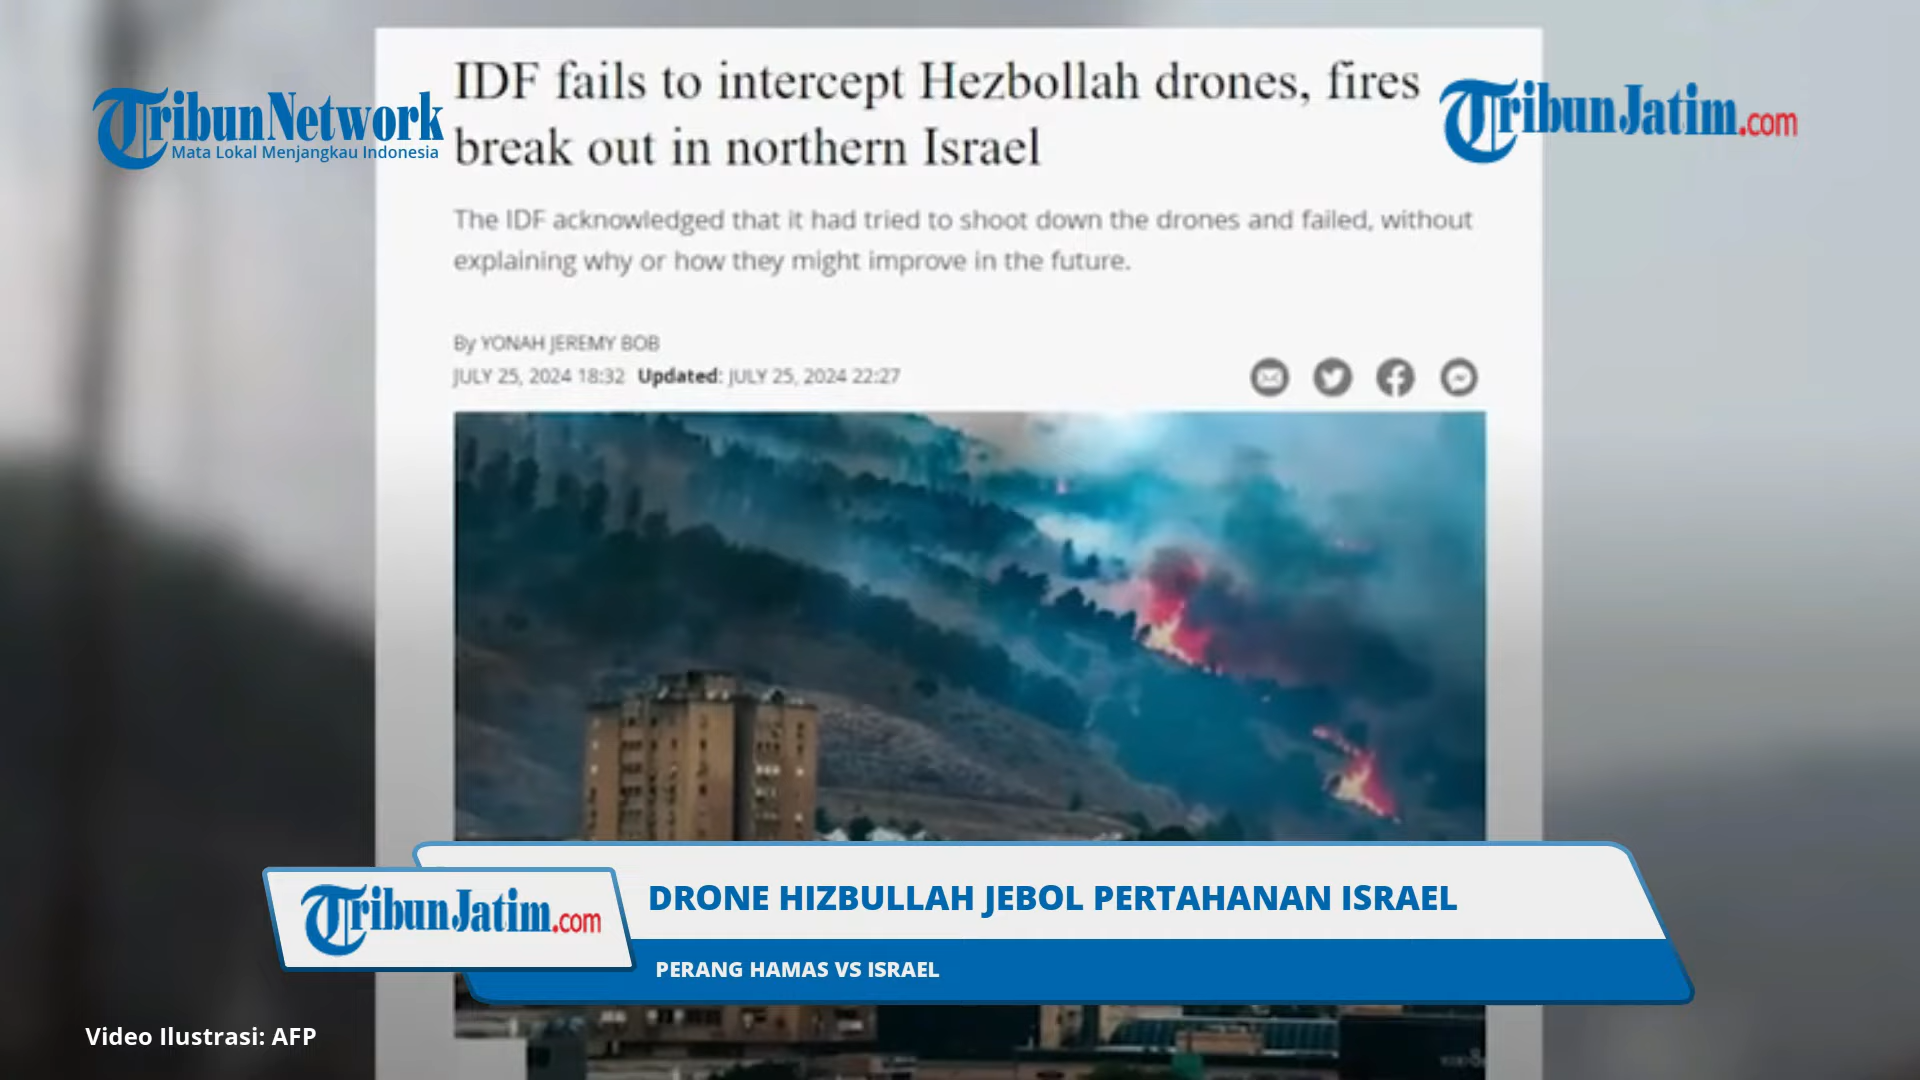 TribunNetwork
Mata Lokal Menjangkau Indonesia
TribunJatim.com
IDF fails to intercept Hezbollah drones, fires
break out in northern Israel
The IDF acknowledged that it had tried to shoot down the drones and failed, without
explaining why or how they might improve in the future.
By YONAH JEREMY BOB
JULY 25, 2024 18:32 Updated: JULY 25, 2024 22:27
TribunJatim.com
DRONE HIZBULLAH JEBOL PERTAHANAN ISRAEL
PERANG HAMAS VS ISRAEL
Video Ilustrasi: AFP